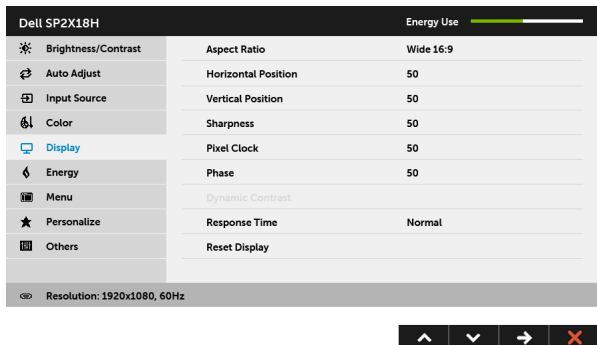 Dell SP2X18H Energy Use
Brightness/Contrast Aspect Ratio Wide 16:9
Auto Adjust Horizontal Position 50
Input Source Vertical Position 50
Color Sharpness 50
Display Pixel Clock 50
Energy Phase 50
Menu Dynamic Contrast
Personalize Response Time Normal
Others Reset Display
Resolution: 1920x1080, 60Hz